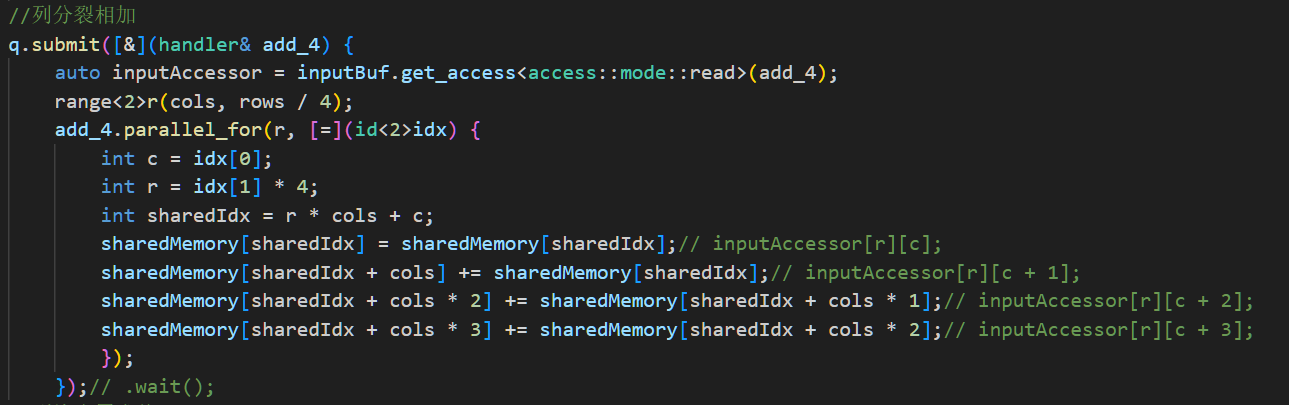 //列分裂相加
q.submit([&](handler& add_4) {
    auto inputAccessor = inputBuf.get_access<access::mode::read>(add_4);
    range<2>r(cols, rows / 4);
    add_4.parallel_for(r, [=](id<2>idx) {
        int c = idx[0];
        int r = idx[1] * 4;
        int sharedIdx = r * cols + c;
        sharedMemory[sharedIdx] = sharedMemory[sharedIdx];// inputAccessor[r][c];
        sharedMemory[sharedIdx + cols] += sharedMemory[sharedIdx];// inputAccessor[r][c + 1];
        sharedMemory[sharedIdx + cols * 2] += sharedMemory[sharedIdx + cols * 1];// inputAccessor[r][c + 2];
        sharedMemory[sharedIdx + cols * 3] += sharedMemory[sharedIdx + cols * 2];// inputAccessor[r][c + 3];
        });
    });// .wait();